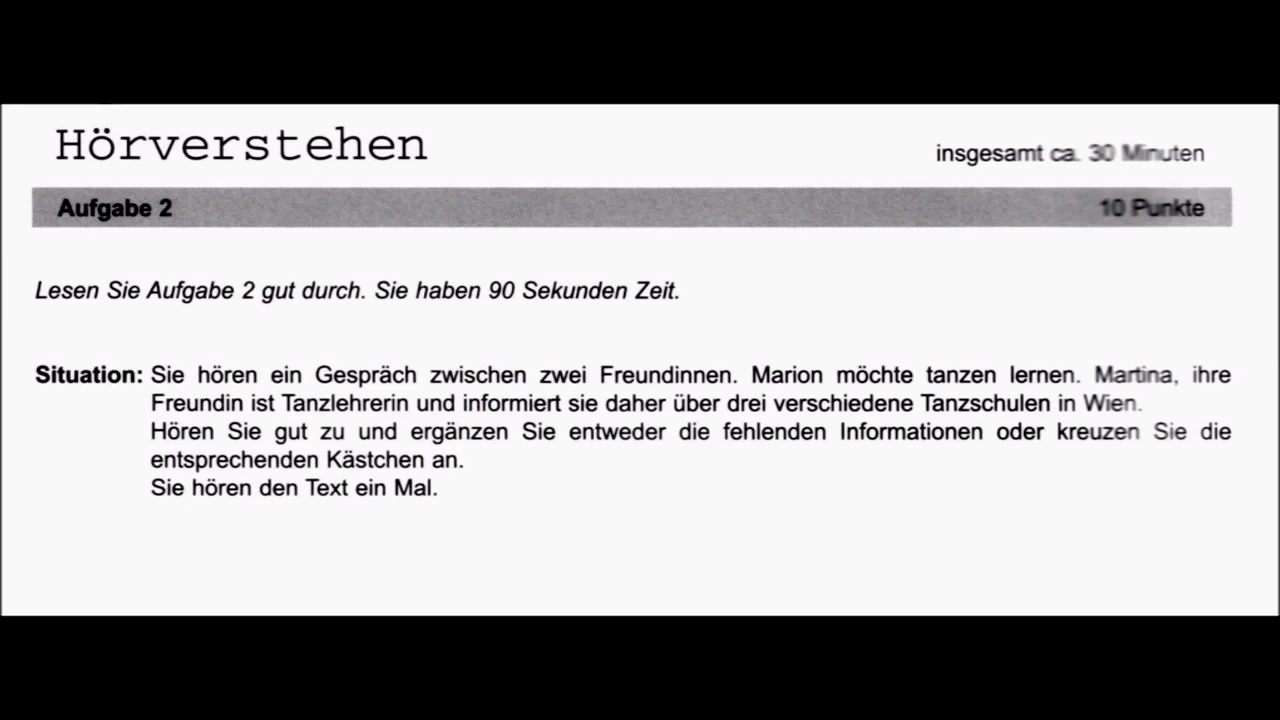 Hörverstehen
insgesamt ca. 30 Minuten
Aufgabe 2
10 Punkte
Lesen Sie Aufgabe 2 gut durch. Sie haben 90 Sekunden Zeit.
Situation: Sie hören ein Gespräch zwischen zwei Freundinnen. Marion möchte tanzen lernen. Martina, ihre
Freundin ist Tanzlehrerin und informiert sie daher über drei verschiedene Tanzschulen in Wien.
Hören Sie gut zu und ergänzen Sie entweder die fehlenden Informationen oder kreuzen Sie die
entsprechenden Kästchen an.
Sie hören den Text ein Mal.